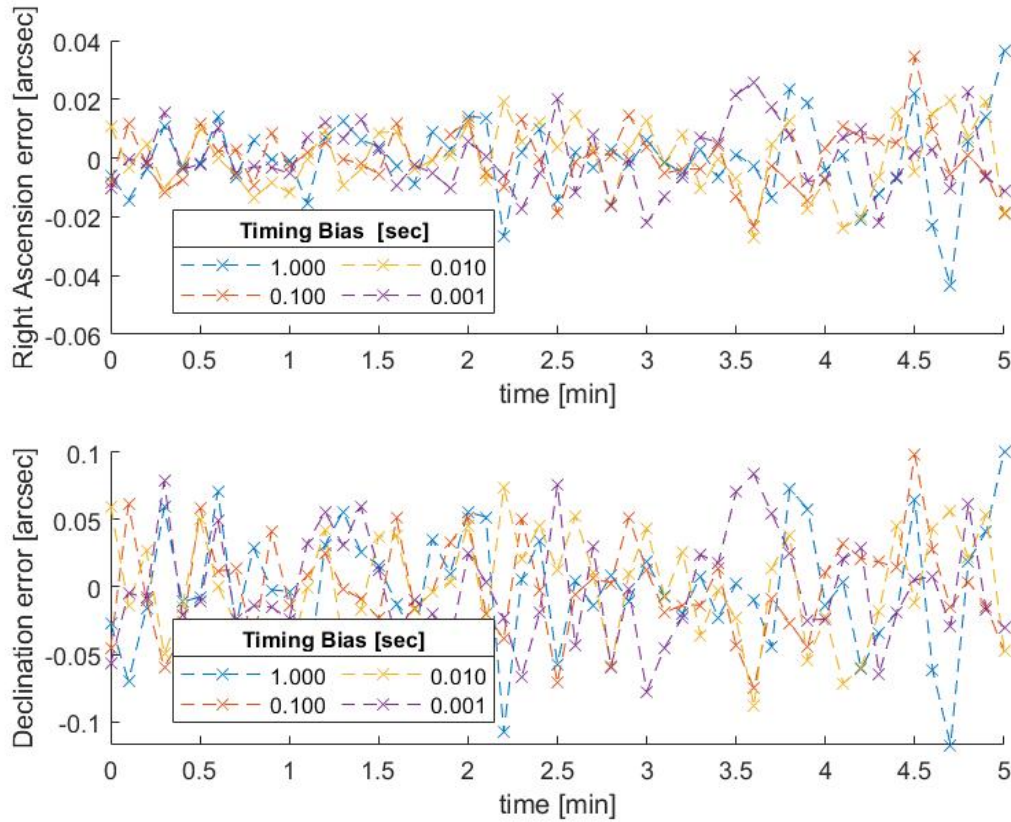 Right Ascension error [arcsec]
0.04
0.02
0
-0.02
-0.04
-0.06
Timing Bias [sec]
1.000 0.010
0.100 0.001
0 0.5 1 1.5 2 2.5 3 3.5 4 4.5 5
time [min]
Declination error [arcsec]
0.1
0.05
0
-0.05
-0.1
Timing Bias [sec]
1.000 0.010
0.100 0.001
0 0.5 1 1.5 2 2.5 3 3.5 4 4.5 5
time [min]